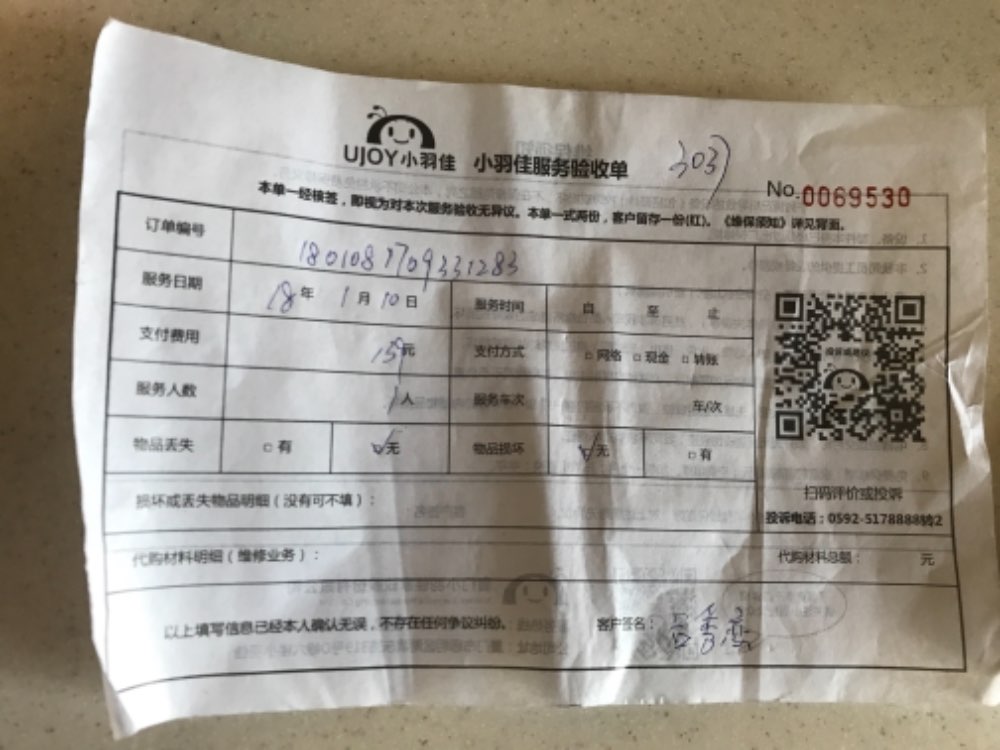 UJOY小羽佳 小羽佳服务验收单
No.0069530
本单一经核签，即视为对本次服务验收无异议。本单一式两份，客户留存一份(红)。《维保须知》详见背面。
订单编号 1801081709331283
服务日期 18年 1月 10日 服务时间 自 至 止
支付费用 159元 支付方式 □网络 □现金 □转账
服务人数 1人 服务车次 车/次
物品丢失 □有 ☑无 物品损坏 ☑无 □有
损坏或丢失物品明细（没有可不填）：
扫码评价或投诉
投诉电话：0592-5178888转2
代购材料明细（维修业务）： 代购材料总额： 元
以上填写信息已经本人确认无误，不存在任何争议纠纷。 客户签名：